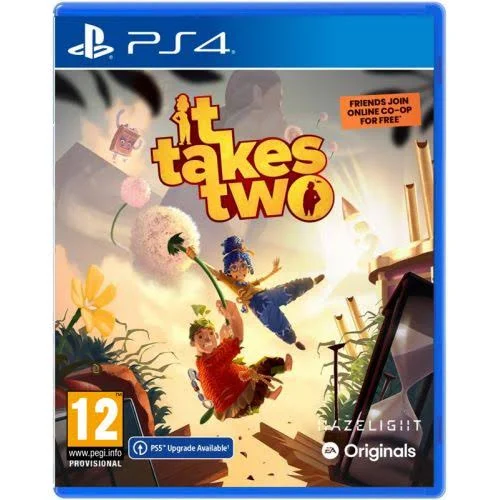 PS4
FRIENDS JOIN
ONLINE CO-OP
FOR FREE*
it
takes
two
12
www.pegi.info
PROVISIONAL
PS5™ Upgrade Available¹
HAZELIGHT
EA Originals